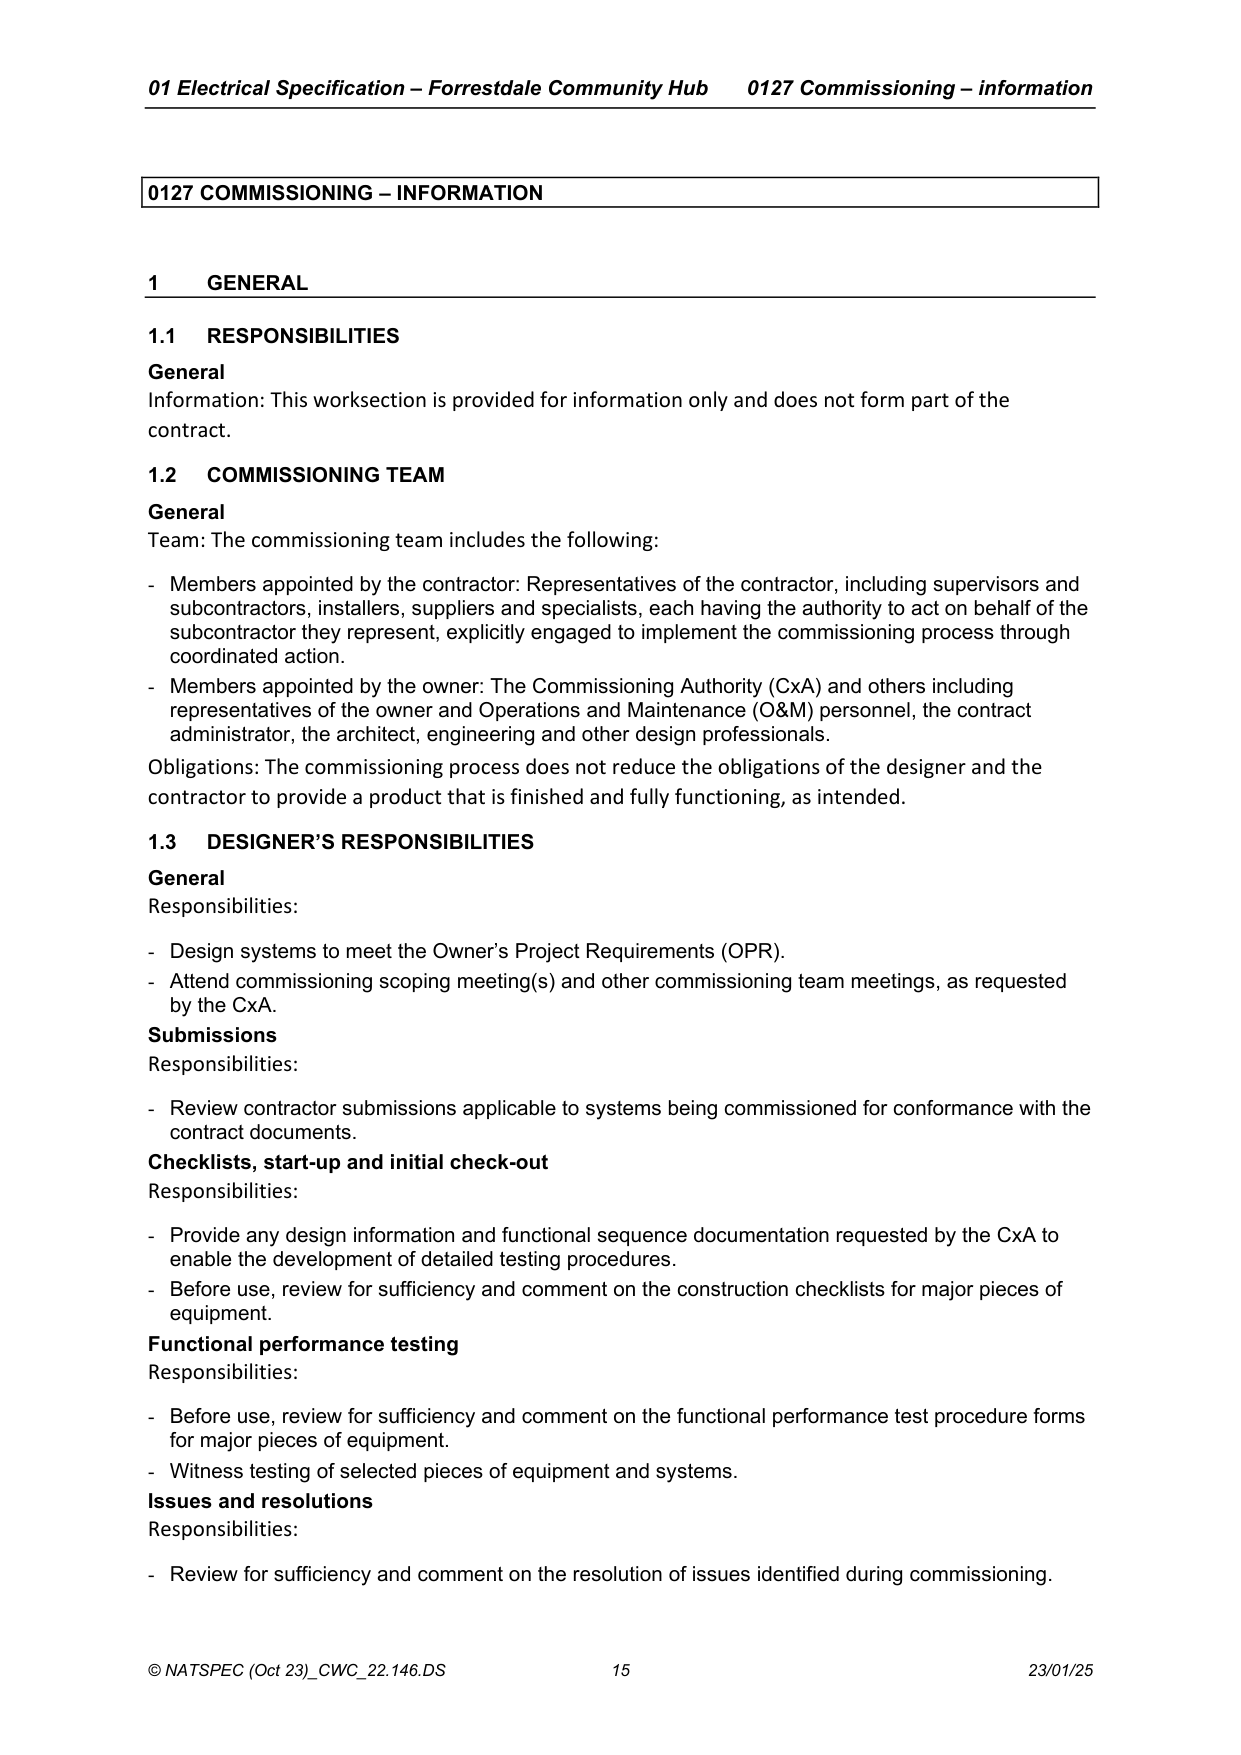 01 Electrical Specification – Forrestdale Community Hub 0127 Commissioning – information
0127 COMMISSIONING – INFORMATION
1 GENERAL
1.1 RESPONSIBILITIES
General
Information: This worksection is provided for information only and does not form part of the
contract.
1.2 COMMISSIONING TEAM
General
Team: The commissioning team includes the following:
- Members appointed by the contractor: Representatives of the contractor, including supervisors and
subcontractors, installers, suppliers and specialists, each having the authority to act on behalf of the
subcontractor they represent, explicitly engaged to implement the commissioning process through
coordinated action.
- Members appointed by the owner: The Commissioning Authority (CxA) and others including
representatives of the owner and Operations and Maintenance (O&M) personnel, the contract
administrator, the architect, engineering and other design professionals.
Obligations: The commissioning process does not reduce the obligations of the designer and the
contractor to provide a product that is finished and fully functioning, as intended.
1.3 DESIGNER’S RESPONSIBILITIES
General
Responsibilities:
- Design systems to meet the Owner’s Project Requirements (OPR).
- Attend commissioning scoping meeting(s) and other commissioning team meetings, as requested
by the CxA.
Submissions
Responsibilities:
- Review contractor submissions applicable to systems being commissioned for conformance with the
contract documents.
Checklists, start-up and initial check-out
Responsibilities:
- Provide any design information and functional sequence documentation requested by the CxA to
enable the development of detailed testing procedures.
- Before use, review for sufficiency and comment on the construction checklists for major pieces of
equipment.
Functional performance testing
Responsibilities:
- Before use, review for sufficiency and comment on the functional performance test procedure forms
for major pieces of equipment.
- Witness testing of selected pieces of equipment and systems.
Issues and resolutions
Responsibilities:
- Review for sufficiency and comment on the resolution of issues identified during commissioning.
© NATSPEC (Oct 23)_CWC_22.146.DS 15 23/01/25